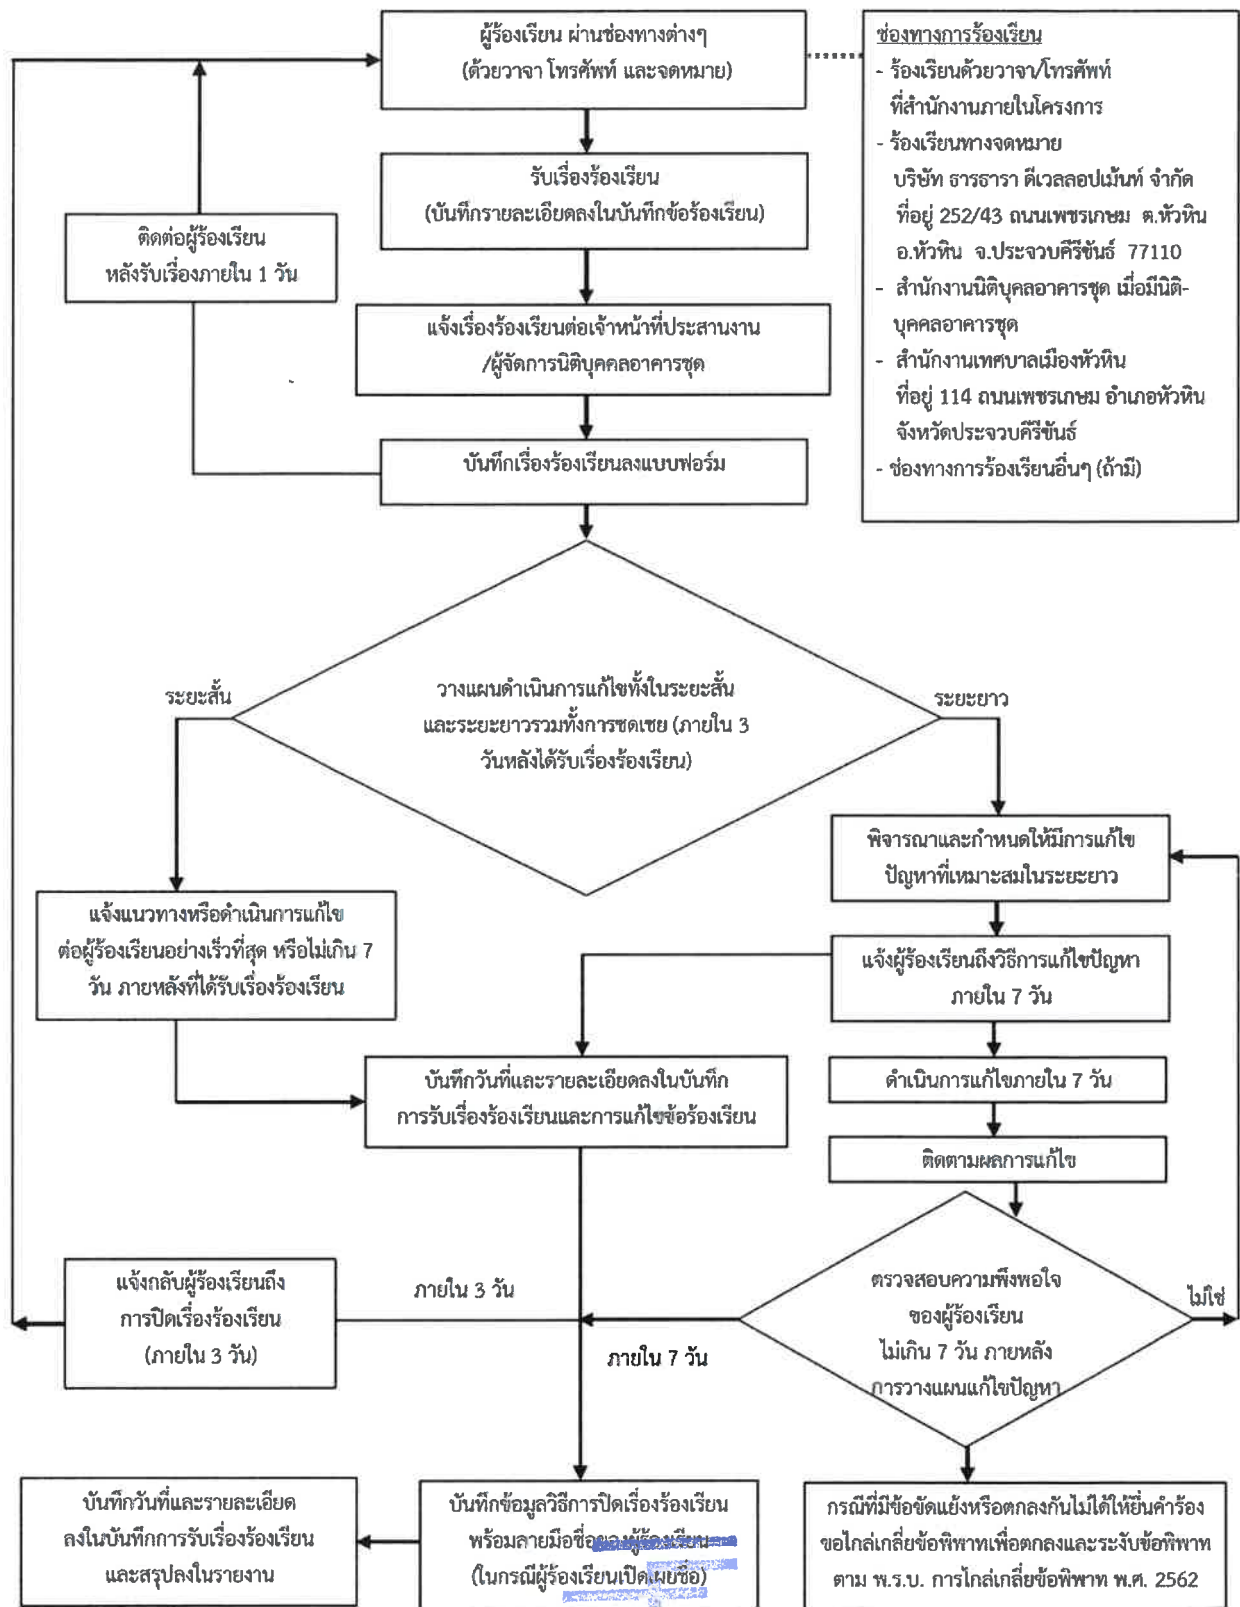 ผู้ร้องเรียน ผ่านช่องทางต่างๆ
(ด้วยวาจา โทรศัพท์ และจดหมาย)
ช่องทางการร้องเรียน
- ร้องเรียนด้วยวาจา/โทรศัพท์
ที่สำนักงานภายในโครงการ
- ร้องเรียนทางจดหมาย
บริษัท ธารธารา ดีเวลลอปเม้นท์ จำกัด
ที่อยู่ 252/43 ถนนเพชรเกษม ต.หัวหิน
อ.หัวหิน จ.ประจวบคีรีขันธ์ 77110
- สำนักงานนิติบุคลอาคารชุด เมื่อมีนิติ-
บุคคลอาคารชุด
- สำนักงานเทศบาลเมืองหัวหิน
ที่อยู่ 114 ถนนเพชรเกษม อำเภอหัวหิน
จังหวัดประจวบคีรีขันธ์
- ช่องทางการร้องเรียนอื่นๆ (ถ้ามี)
รับเรื่องร้องเรียน
(บันทึกรายละเอียดลงในบันทึกข้อร้องเรียน)
ติดต่อผู้ร้องเรียน
หลังรับเรื่องภายใน 1 วัน
แจ้งเรื่องร้องเรียนต่อเจ้าหน้าที่ประสานงาน
/ผู้จัดการนิติบุคคลอาคารชุด
บันทึกเรื่องร้องเรียนลงแบบฟอร์ม
ระยะสั้น
วางแผนดำเนินการแก้ไขทั้งในระยะสั้น
และระยะยาวรวมทั้งการชดเชย (ภายใน 3
วันหลังได้รับเรื่องร้องเรียน)
ระยะยาว
พิจารณาและกำหนดให้มีการแก้ไข
ปัญหาที่เหมาะสมในระยะยาว
แจ้งแนวทางหรือดำเนินการแก้ไข
ต่อผู้ร้องเรียนอย่างเร็วที่สุด หรือไม่เกิน 7
วัน ภายหลังที่ได้รับเรื่องร้องเรียน
แจ้งผู้ร้องเรียนถึงวิธีการแก้ไขปัญหา
ภายใน 7 วัน
บันทึกวันที่และรายละเอียดลงในบันทึก
การรับเรื่องร้องเรียนและการแก้ไขข้อร้องเรียน
ดำเนินการแก้ไขภายใน 7 วัน
ติดตามผลการแก้ไข
แจ้งกลับผู้ร้องเรียนถึง
การปิดเรื่องร้องเรียน
(ภายใน 3 วัน)
ภายใน 3 วัน
ภายใน 7 วัน
ตรวจสอบความพึงพอใจ
ของผู้ร้องเรียน
ไม่เกิน 7 วัน ภายหลัง
การวางแผนแก้ไขปัญหา
ไม่ใช่
บันทึกวันที่และรายละเอียด
ลงในบันทึกการรับเรื่องร้องเรียน
และสรุปลงในรายงาน
บันทึกข้อมูลวิธีการปิดเรื่องร้องเรียน
พร้อมลายมือชื่อของผู้ร้องเรียน
(ในกรณีผู้ร้องเรียนเปิดเผยชื่อ)
กรณีที่มีข้อขัดแย้งหรือตกลงกันไม่ได้ให้ยื่นคำร้อง
ขอไกล่เกลี่ยข้อพิพาทเพื่อตกลงและระงับข้อพิพาท
ตาม พ.ร.บ. การไกล่เกลี่ยข้อพิพาท พ.ศ. 2562